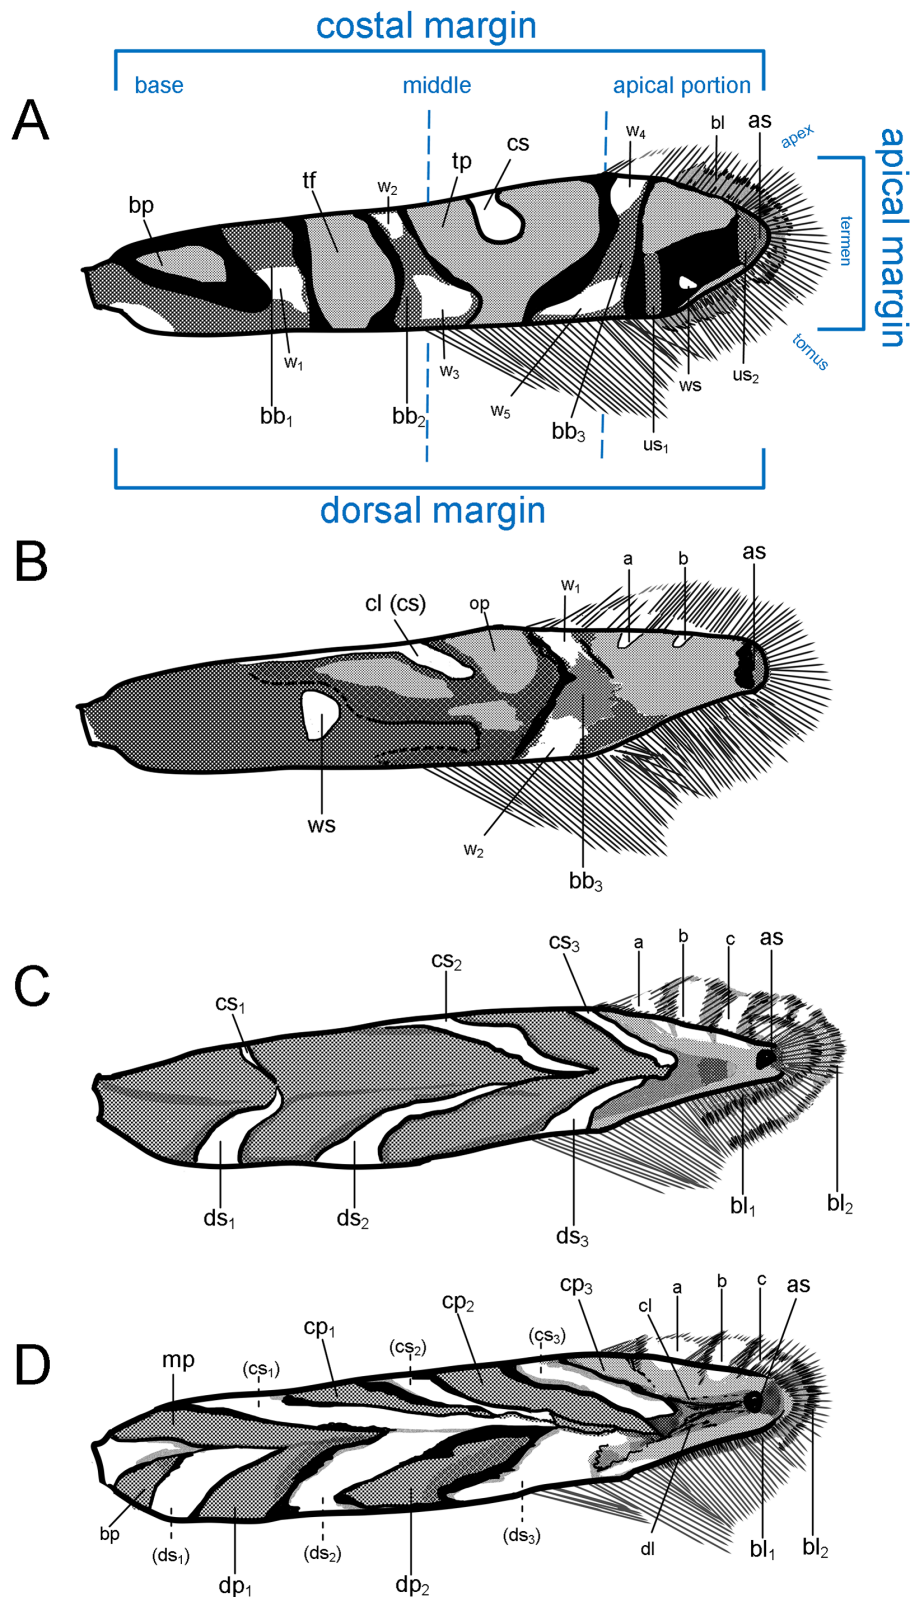 costal margin
base middle apical portion
A
bp tf w2 tp cs w4 bl as apex
apical margin
termen
tornus
w1 w3 w5 ws us2
bb1 bb2 bb3 us1
dorsal margin
B
cl (cs) op w1 a b as
ws w2 bb3
C
cs1 cs2 cs3 a b c as
ds1 ds2 ds3 bl1 bl2
D
mp (cs1) cp1 (cs2) cp2 (cs3) cp3 cl a b c as
bp (ds1) dp1 (ds2) dp2 (ds3) dl bl1 bl2